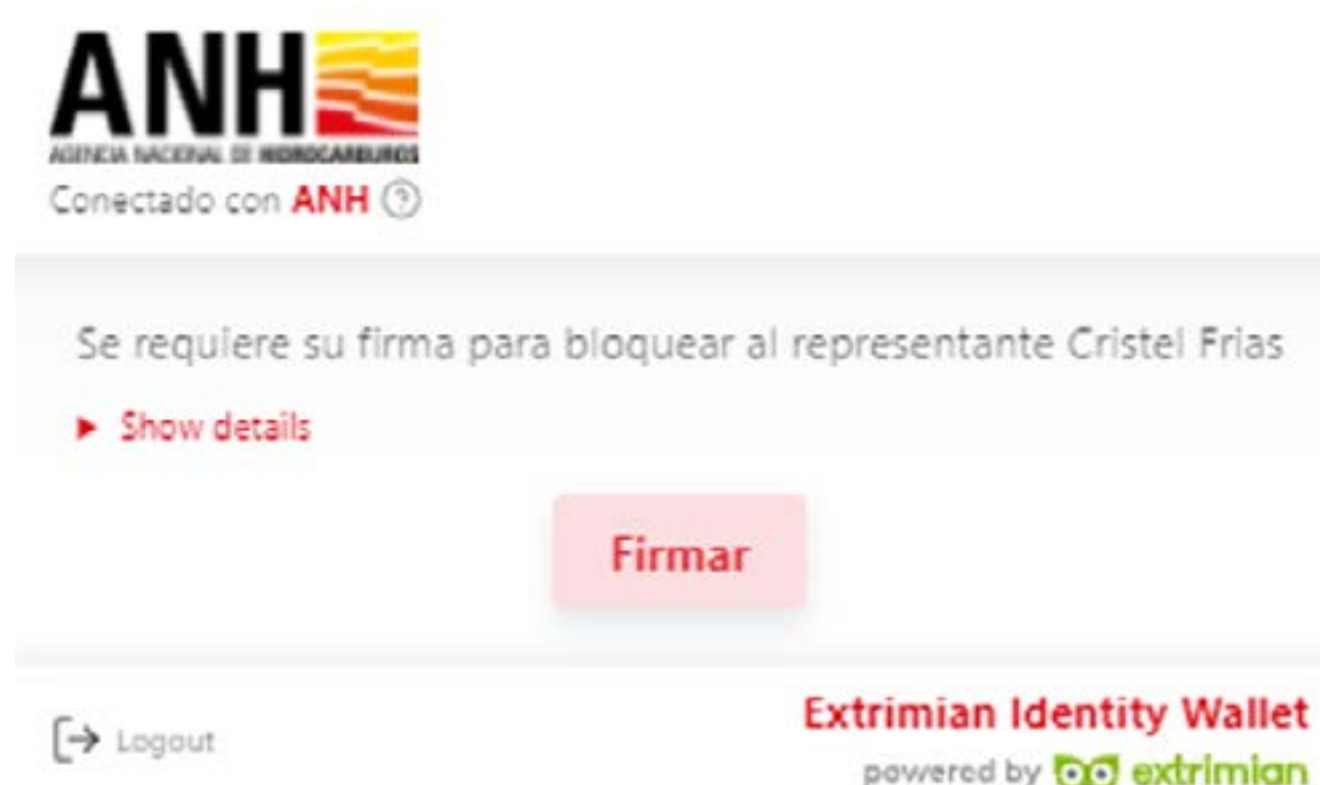 ANH
AGENCIA NACIONAL DE HIDROCARBUROS
Conectado con ANH ?
Se requiere su firma para bloquear al representante Cristel Frias
Show details
Firmar
Logout
Extrimian Identity Wallet
powered by extrimian